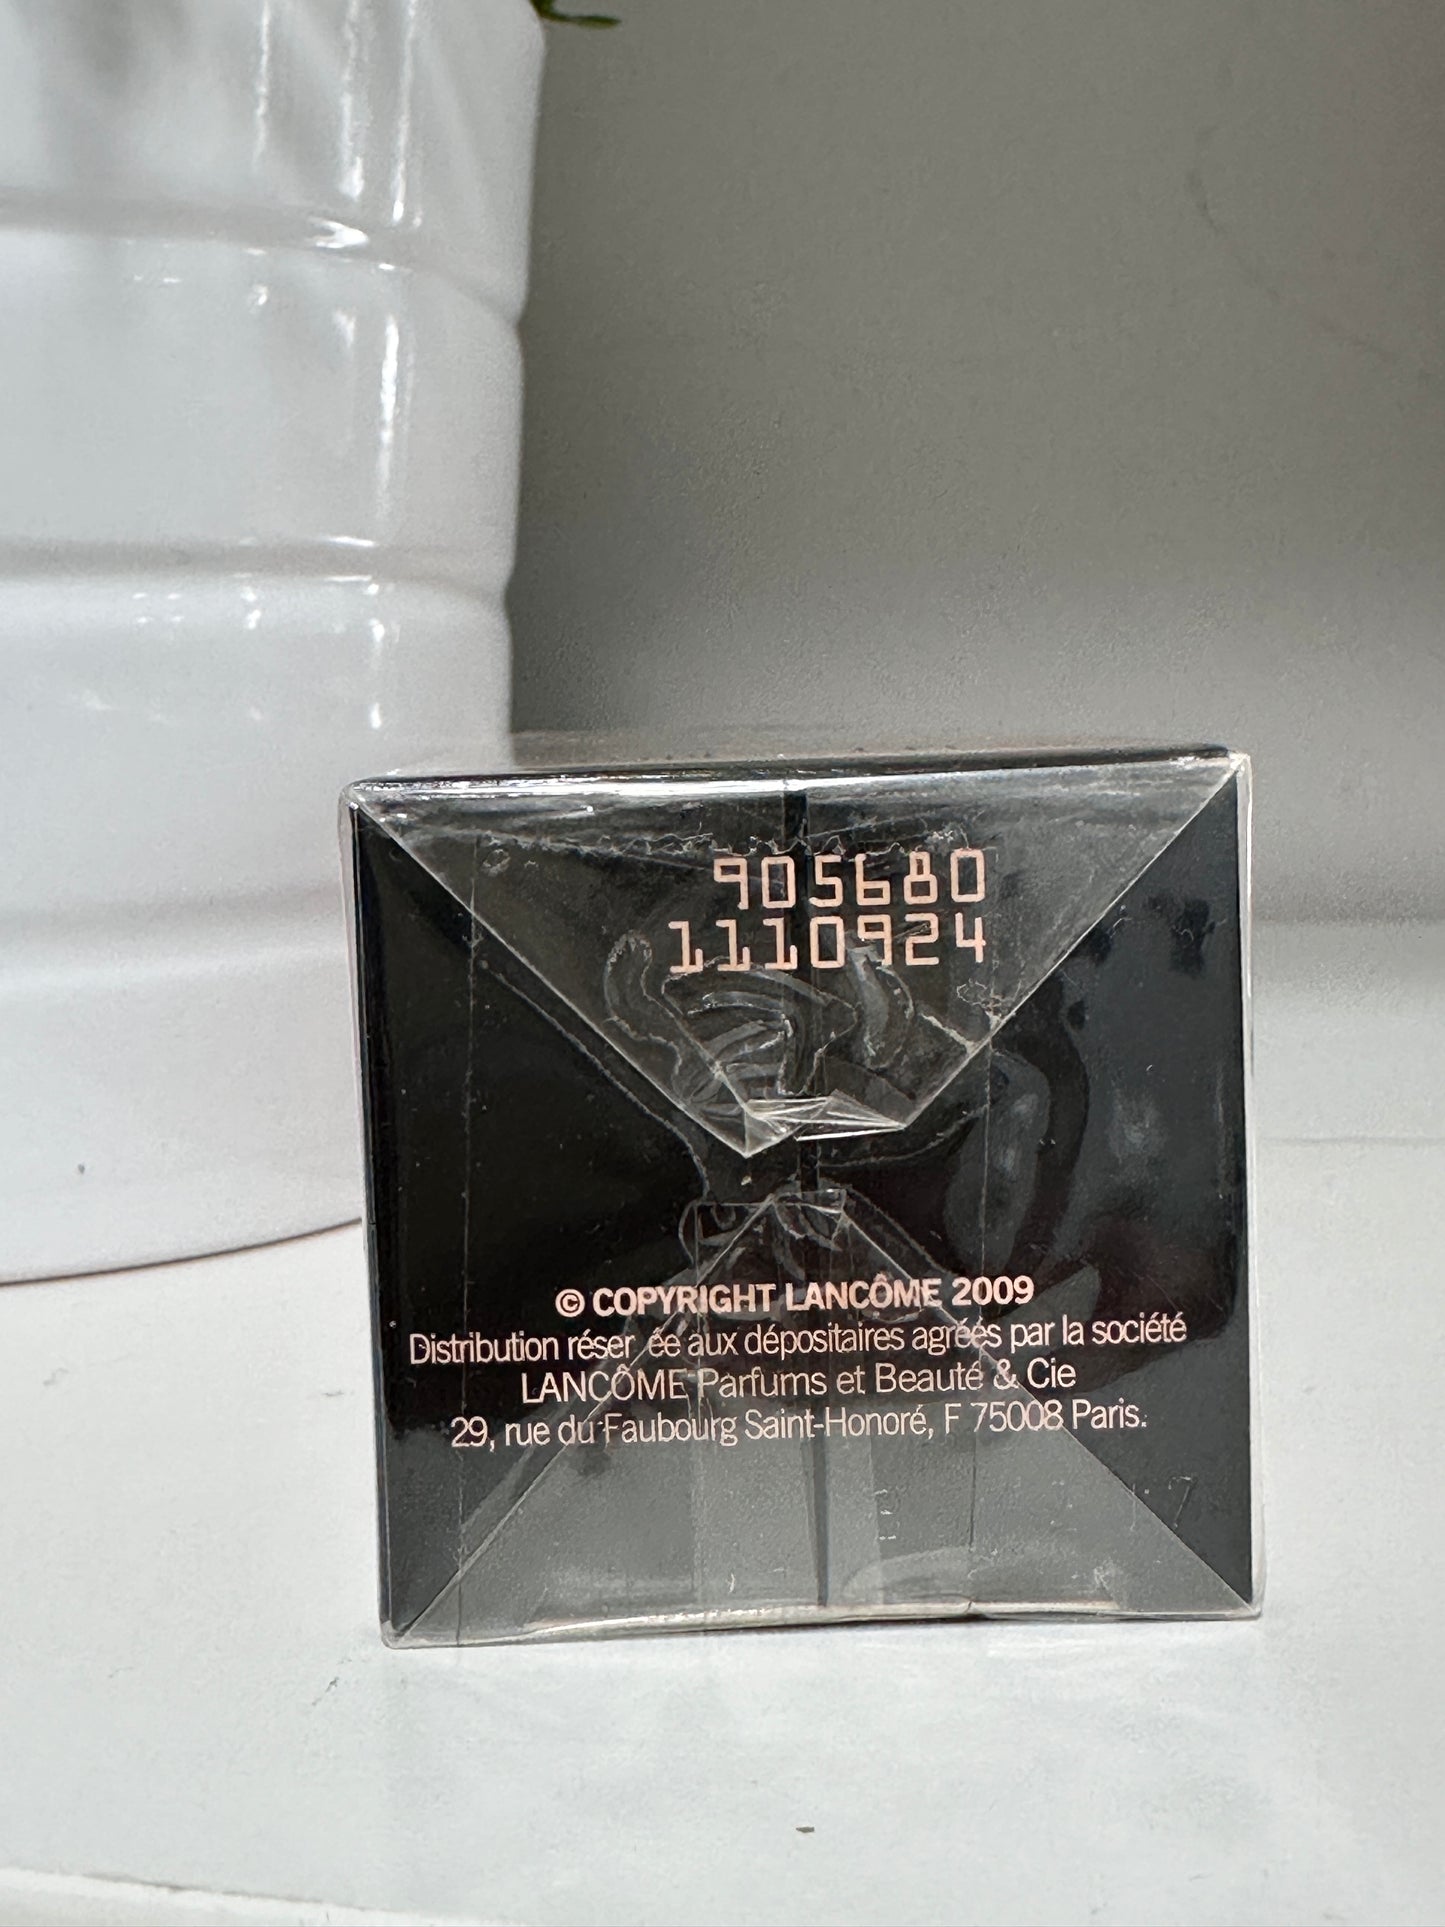 905680
1110924
© COPYRIGHT LANCÔME 2009
Distribution réser ée aux dépositaires agréés par la société
LANCÔME Parfums et Beauté & Cie
29, rue du Faubourg Saint-Honoré, F 75008 Paris.